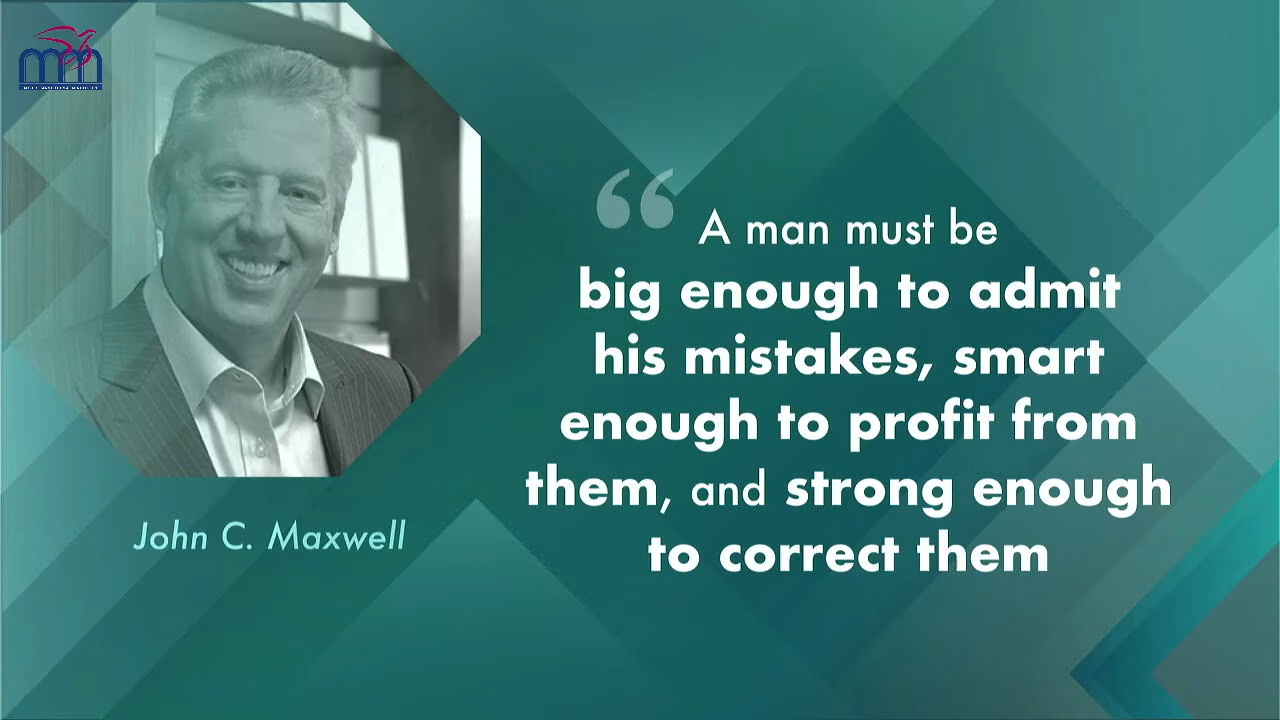 “ A man must be
big enough to admit
his mistakes, smart
enough to profit from
them, and strong enough
to correct them
John C. Maxwell